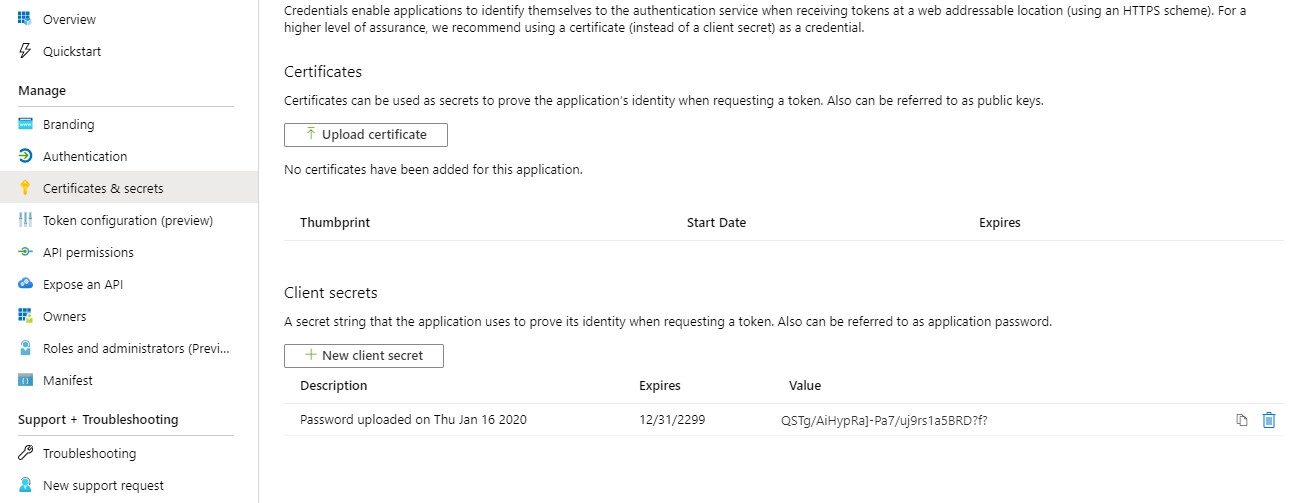 Overview
Quickstart
Manage
Branding
Authentication
Certificates & secrets
Token configuration (preview)
API permissions
Expose an API
Owners
Roles and administrators (Previ...
Manifest
Support + Troubleshooting
Troubleshooting
New support request
Credentials enable applications to identify themselves to the authentication service when receiving tokens at a web addressable location (using an HTTPS scheme). For a
higher level of assurance, we recommend using a certificate (instead of a client secret) as a credential.
Certificates
Certificates can be used as secrets to prove the application's identity when requesting a token. Also can be referred to as public keys.
Upload certificate
No certificates have been added for this application.
Thumbprint Start Date Expires
Client secrets
A secret string that the application uses to prove its identity when requesting a token. Also can be referred to as application password.
New client secret
Description Expires Value
Password uploaded on Thu Jan 16 2020 12/31/2299 QSTg/AiHypRaJ-Pa7/uj9rs1a5BRD?f?